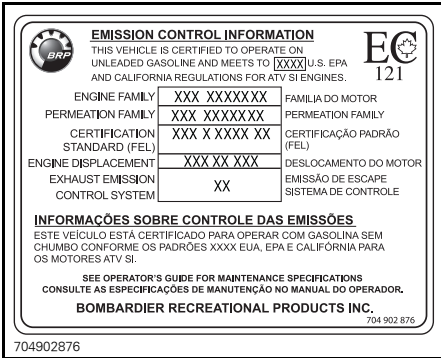 BRP
EMISSION CONTROL INFORMATION
THIS VEHICLE IS CERTIFIED TO OPERATE ON
UNLEADED GASOLINE AND MEETS TO XXXX U.S. EPA
AND CALIFORNIA REGULATIONS FOR ATV SI ENGINES.
EC
121
ENGINE FAMILY XXX XXXXXXX FAMILIA DO MOTOR
PERMEATION FAMILY XXX XXXXXXX PERMEATION FAMILY
CERTIFICATION STANDARD (FEL) XXX X XXXX XX CERTIFICAÇÃO PADRÃO (FEL)
ENGINE DISPLACEMENT XXX XX XXX DESLOCAMENTO DO MOTOR
EXHAUST EMISSION CONTROL SYSTEM XX EMISSÃO DE ESCAPE SISTEMA DE CONTROLE
INFORMAÇÕES SOBRE CONTROLE DAS EMISSÕES
ESTE VEÍCULO ESTÁ CERTIFICADO PARA OPERAR COM GASOLINA SEM
CHUMBO CONFORME OS PADRÕES XXXX EUA, EPA E CALIFÓRNIA PARA
OS MOTORES ATV SI.
SEE OPERATOR'S GUIDE FOR MAINTENANCE SPECIFICATIONS
CONSULTE AS ESPECIFICAÇÕES DE MANUTENÇÃO NO MANUAL DO OPERADOR.
BOMBARDIER RECREATIONAL PRODUCTS INC.
704 902 876
704902876